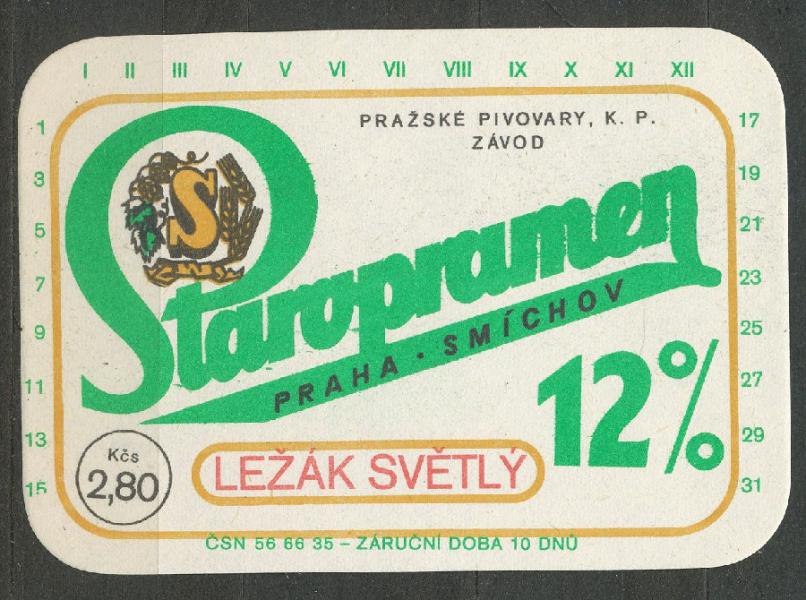 I II III IV V VI VII VIII IX X XI XII
1
3
5
7
9
11
13
15
17
19
21
23
25
27
29
31
PRAŽSKÉ PIVOVARY, K. P.
ZÁVOD
S
Staropramen
PRAHA · SMÍCHOV
12%
Kčs
2,80
LEŽÁK SVĚTLÝ
ČSN 56 66 35 – ZÁRUČNÍ DOBA 10 DNŮ